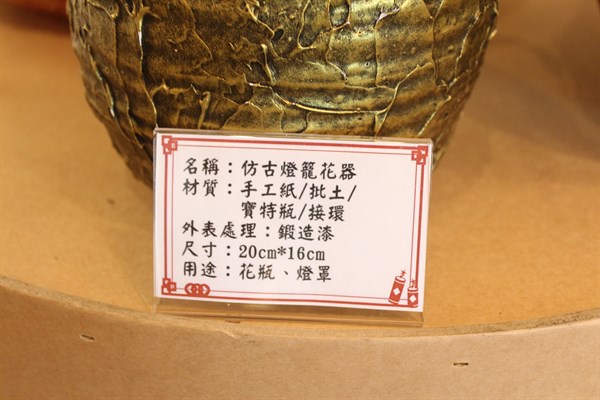 名稱：仿古燈籠花器
材質：手工紙/批土/
寶特瓶/接環
外表處理：鍛造漆
尺寸：20cm*16cm
用途：花瓶、燈罩